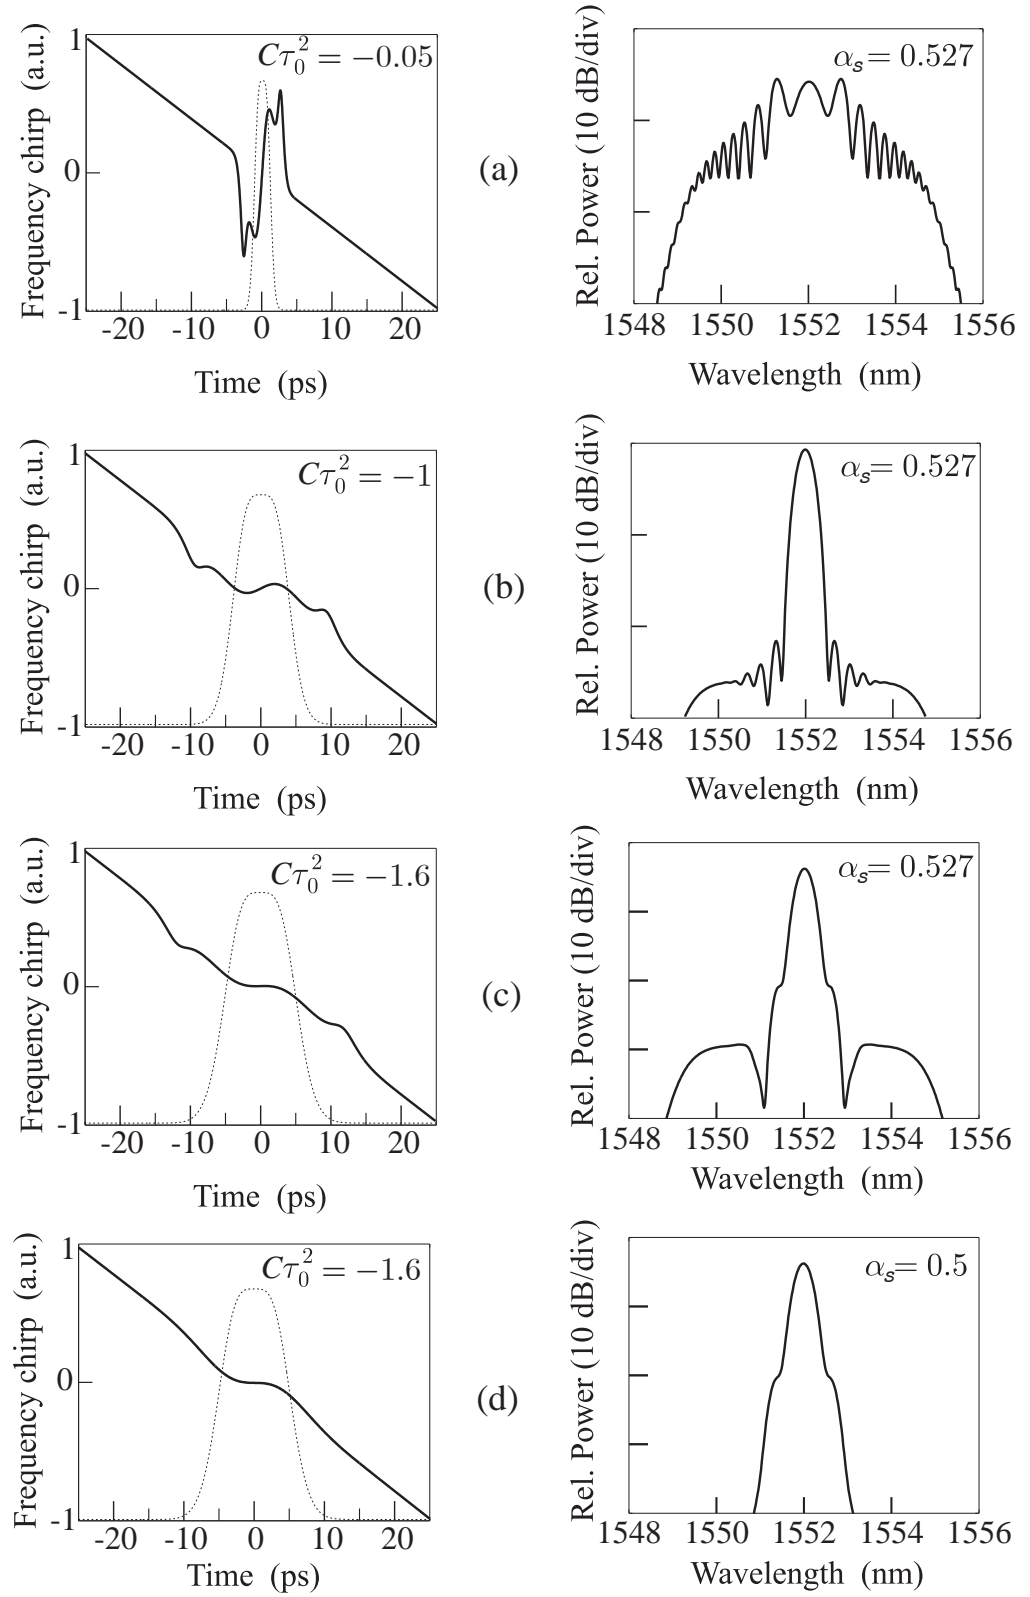 Frequency chirp (a.u.)
1
0
-1
Cτ₀² = −0.05
-20 -10 0 10 20
Time (ps)
(a)
Rel. Power (10 dB/div)
αₛ = 0.527
1548 1550 1552 1554 1556
Wavelength (nm)
Frequency chirp (a.u.)
1
0
-1
Cτ₀² = −1
-20 -10 0 10 20
Time (ps)
(b)
Rel. Power (10 dB/div)
αₛ= 0.527
1548 1550 1552 1554 1556
Wavelength (nm)
Frequency chirp (a.u.)
1
0
-1
Cτ₀² = −1.6
-20 -10 0 10 20
Time (ps)
(c)
Rel. Power (10 dB/div)
αₛ= 0.527
1548 1550 1552 1554 1556
Wavelength (nm)
Frequency chirp (a.u.)
1
0
-1
Cτ₀² = −1.6
-20 -10 0 10 20
Time (ps)
(d)
Rel. Power (10 dB/div)
αₛ= 0.5
1548 1550 1552 1554 1556
Wavelength (nm)